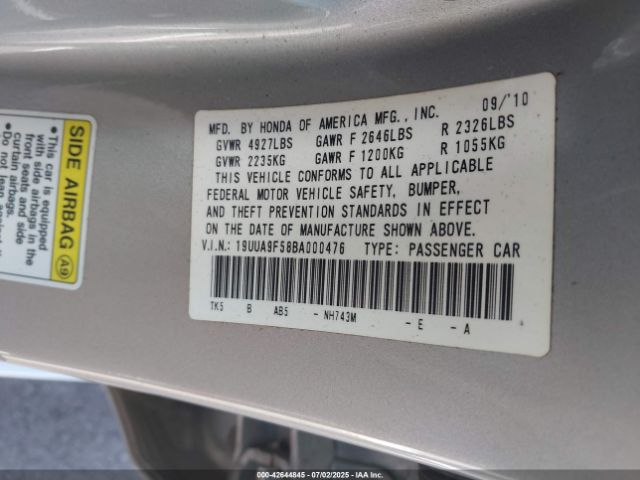 MFD. BY HONDA OF AMERICA MFG., INC. 09/'10
GVWR 4927LBS GAWR F 2646LBS R 2326LBS
GVWR 2235KG GAWR F 1200KG R 1055KG
THIS VEHICLE CONFORMS TO ALL APPLICABLE
FEDERAL MOTOR VEHICLE SAFETY, BUMPER,
AND THEFT PREVENTION STANDARDS IN EFFECT
ON THE DATE OF MANUFACTURE SHOWN ABOVE.
V.I.N.: 19UUA9F58BA000476 TYPE: PASSENGER CAR
TK5 B AB5 - NH743M - E - A
SIDE AIRBAG A9
•This car is equipped
with side airbags in the
front seats and side
curtain airbags.
•Do not lean against
000-42644845 - 07/02/2025 - IAA Inc.